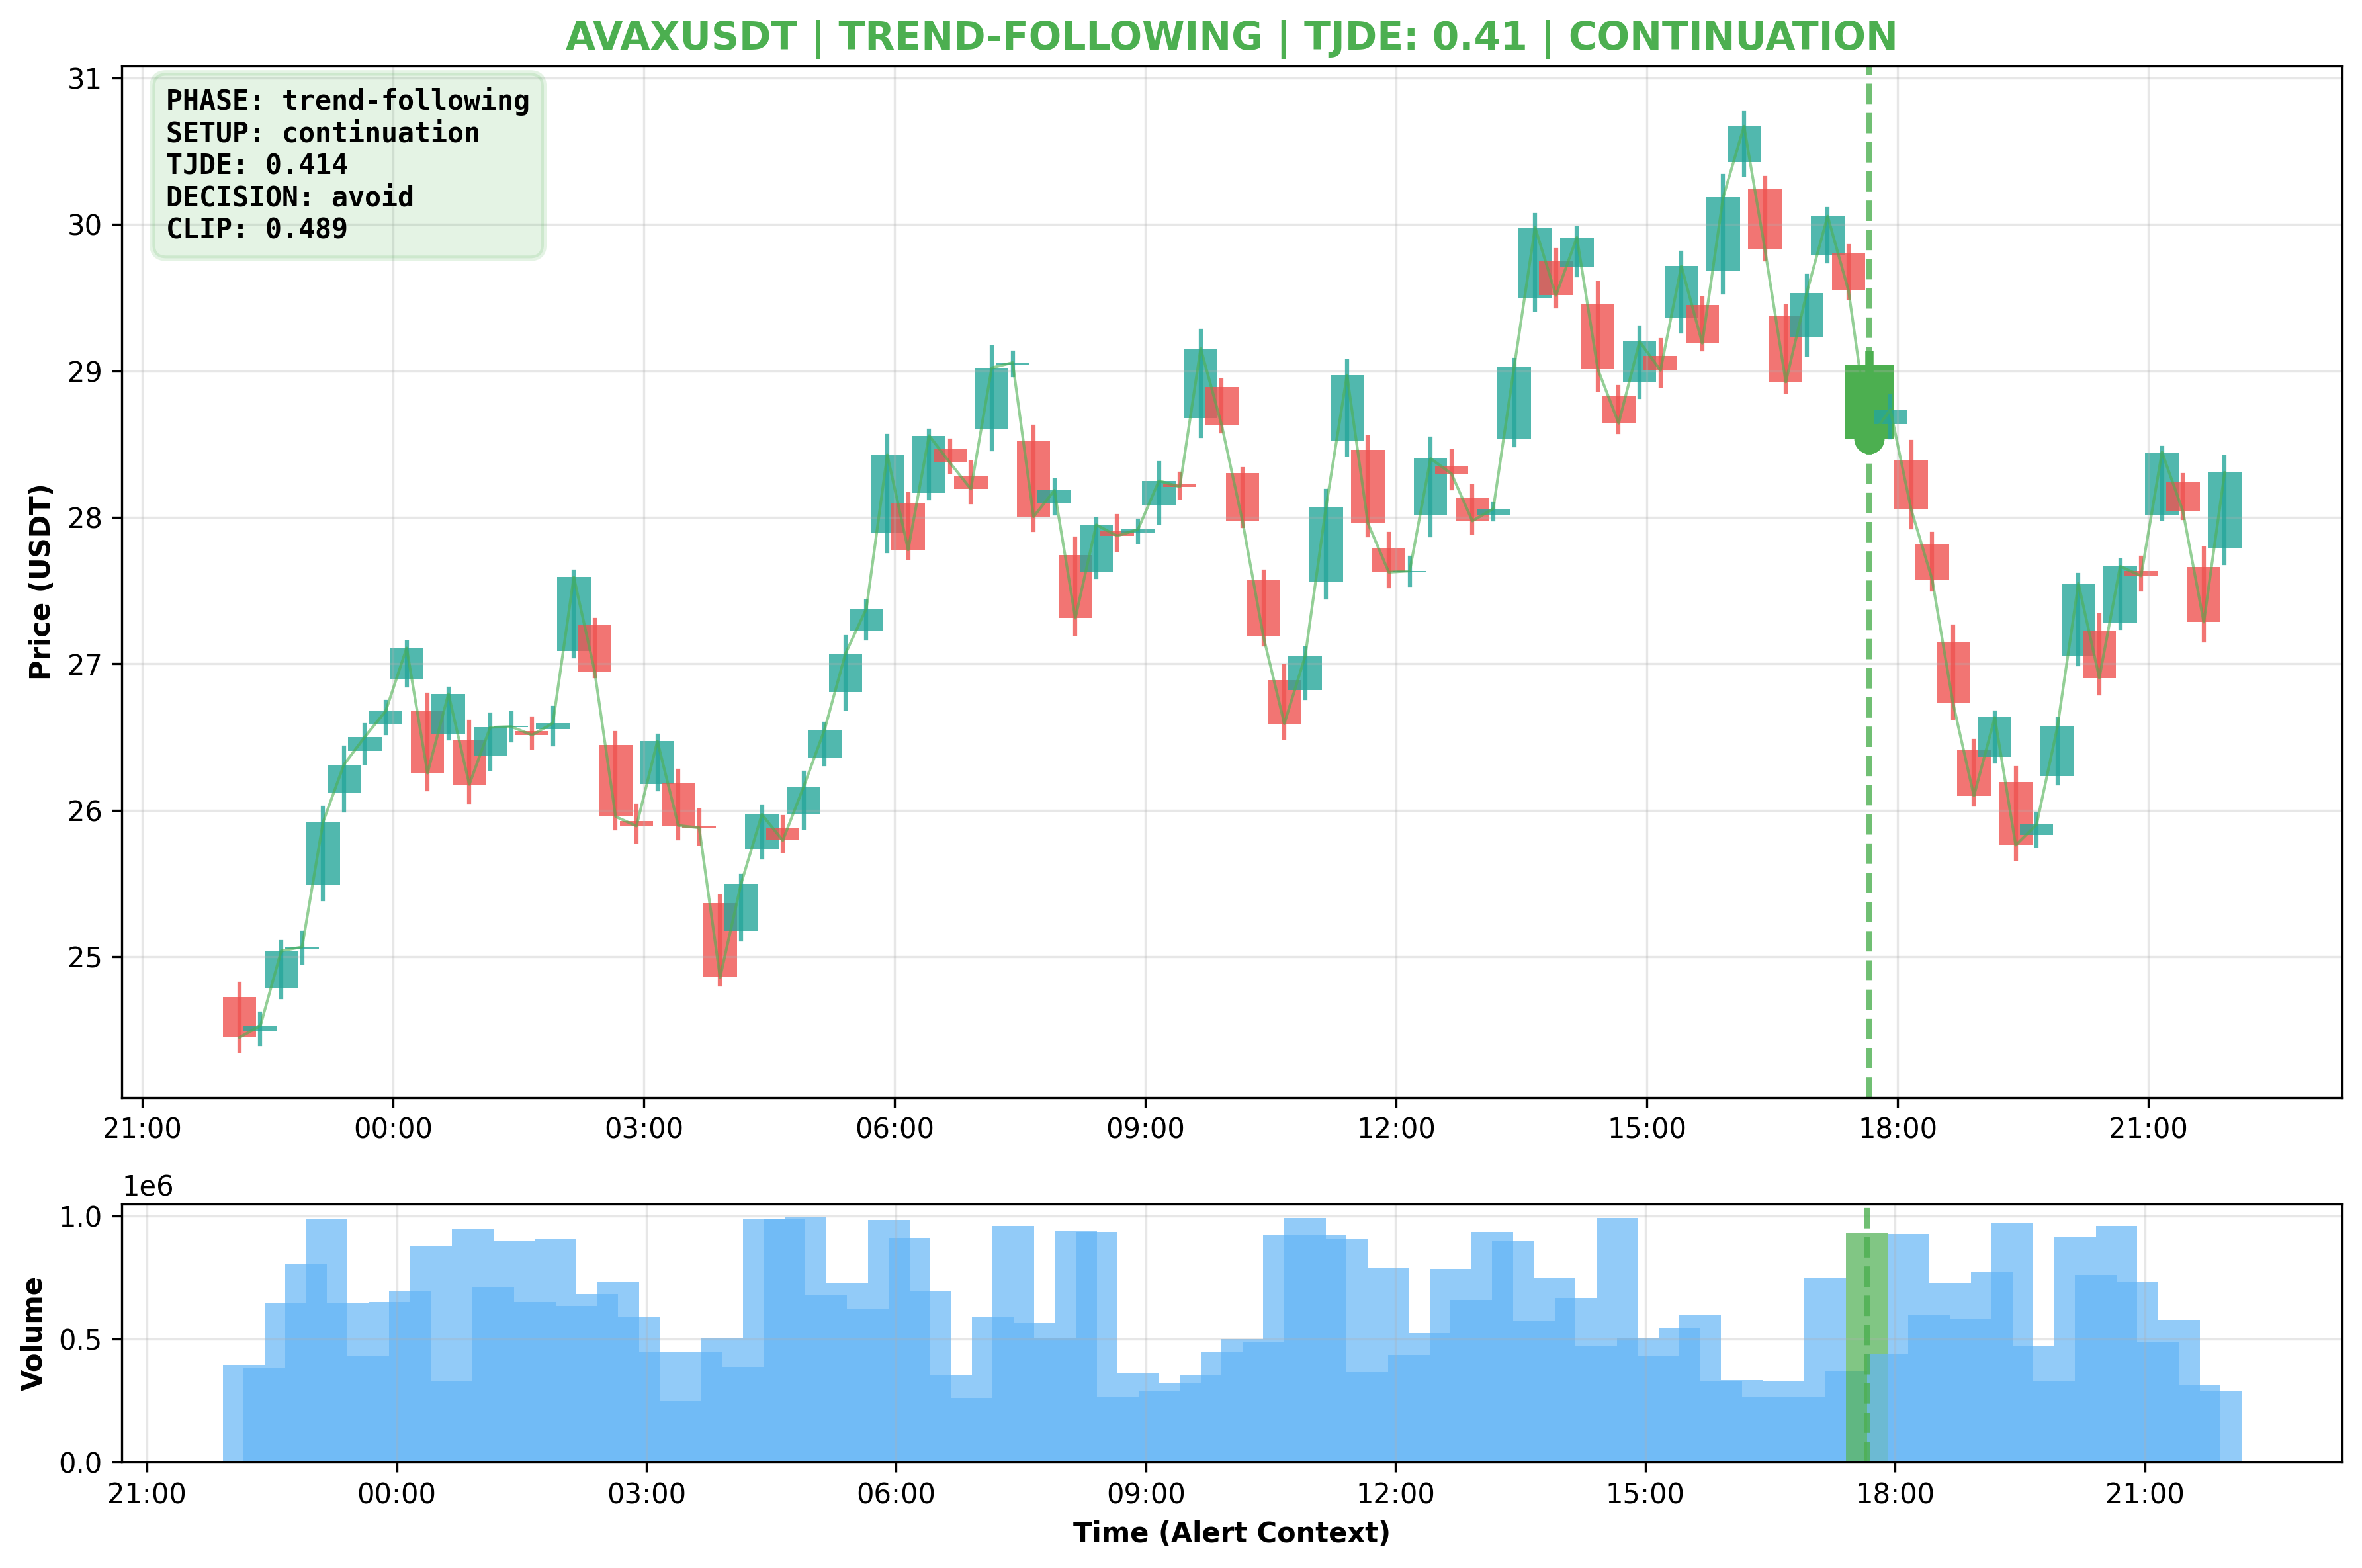 AVAXUSDT | TREND-FOLLOWING | TJDE: 0.41 | CONTINUATION
PHASE: trend-following
SETUP: continuation
TJDE: 0.414
DECISION: avoid
CLIP: 0.489
Price (USDT)
31
30
29
28
27
26
25
21:00 00:00 03:00 06:00 09:00 12:00 15:00 18:00 21:00
1e6
Volume
1.0
0.5
0.0
21:00 00:00 03:00 06:00 09:00 12:00 15:00 18:00 21:00
Time (Alert Context)